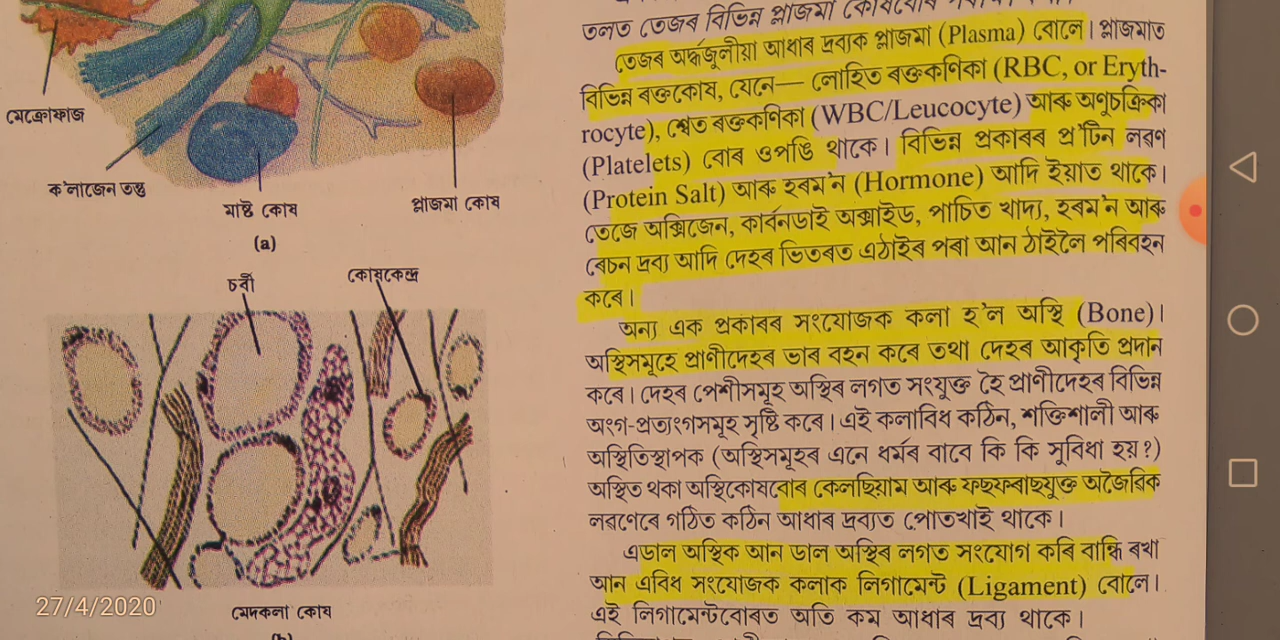 মেক্ৰোফাজ
ক'লাজেন তন্তু
মাষ্ট কোষ
প্লাজমা কোষ
(a)
চৰ্বী
কোষকেন্দ্ৰ
মেদকলা কোষ
27/4/2020
তলত তেজৰ বিভিন্ন প্লাজমা
তেজৰ অৰ্দ্ধজুলীয়া আধাৰ দ্ৰব্যক প্লাজমা (Plasma) বোলে। প্লাজমাত
বিভিন্ন ৰক্তকোষ, যেনে— লোহিত ৰক্তকণিকা (RBC, or Eryth-
rocyte), শ্বেত ৰক্তকণিকা (WBC/Leucocyte) আৰু অণুচক্ৰিকা
(Platelets) বোৰ ওপঙি থাকে। বিভিন্ন প্ৰকাৰৰ প্ৰ'টিন লৱণ
(Protein Salt) আৰু হৰম'ন (Hormone) আদি ইয়াত থাকে।
তেজে অক্সিজেন, কাৰ্বনডাই অক্সাইড, পাচিত খাদ্য, হৰম'ন আৰু
ৰেচন দ্ৰব্য আদি দেহৰ ভিতৰত এঠাইৰ পৰা আন ঠাইলৈ পৰিবহন
কৰে।
অন্য এক প্ৰকাৰৰ সংযোজক কলা হ'ল অস্থি (Bone)।
অস্থিসমূহে প্ৰাণীদেহৰ ভাৰ বহন কৰে তথা দেহৰ আকৃতি প্ৰদান
কৰে। দেহৰ পেশীসমূহ অস্থিৰ লগত সংযুক্ত হৈ প্ৰাণীদেহৰ বিভিন্ন
অংগ-প্ৰত্যংগসমূহ সৃষ্টি কৰে। এই কলাবিধ কঠিন, শক্তিশালী আৰু
অস্থিতিস্থাপক (অস্থিসমূহৰ এনে ধৰ্মৰ বাবে কি কি সুবিধা হয়?)
অস্থিত থকা অস্থিকোষবোৰ কেলছিয়াম আৰু ফছফৰাছযুক্ত অজৈৱিক
লৱণেৰে গঠিত কঠিন আধাৰ দ্ৰব্যত পোতখাই থাকে।
এডাল অস্থিক আন ডাল অস্থিৰ লগত সংযোগ কৰি বান্ধি ৰখা
আন এবিধ সংযোজক কলাক লিগামেন্ট (Ligament) বোলে।
এই লিগামেন্টবোৰত অতি কম আধাৰ দ্ৰব্য থাকে।